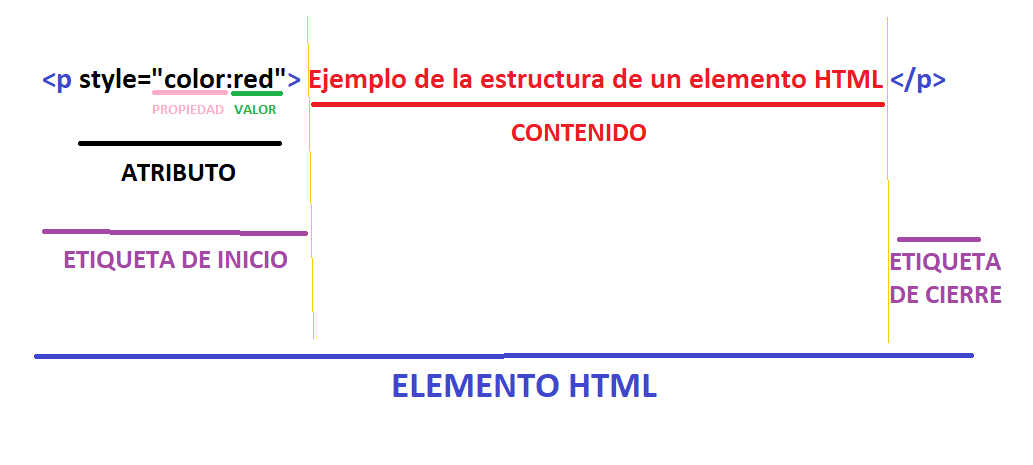 <p style="color:red"> Ejemplo de la estructura de un elemento HTML </p>
PROPIEDAD VALOR
CONTENIDO
ATRIBUTO
ETIQUETA DE INICIO
ETIQUETA
DE CIERRE
ELEMENTO HTML